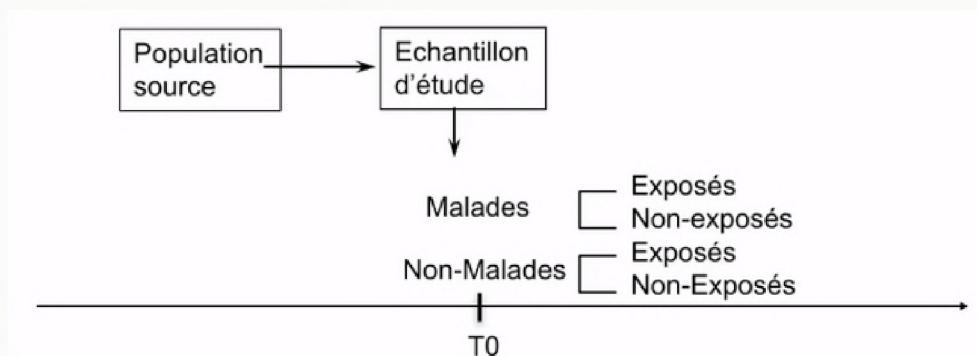 Population
source
Echantillon
d'étude
Malades
Exposés
Non-exposés
Non-Malades
Exposés
Non-Exposés
T0